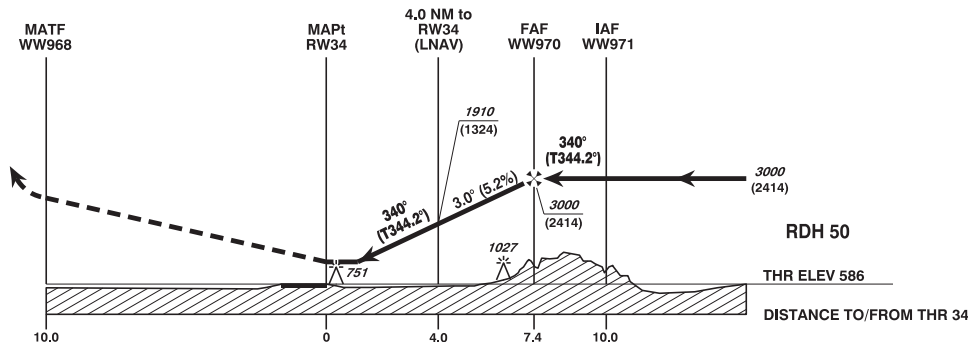 MATF
WW968
MAPt
RW34
4.0 NM to
RW34
(LNAV)
FAF
WW970
IAF
WW971
1910
(1324)
340°
(T344.2°)
3000
(2414)
3.0° (5.2%)
340°
(T344.2°)
3000
(2414)
RDH 50
751
1027
THR ELEV 586
DISTANCE TO/FROM THR 34
10.0
0
4.0
7.4
10.0